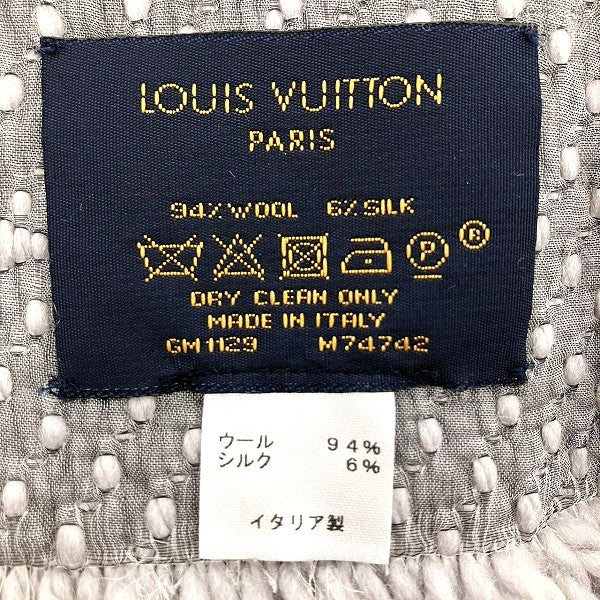 LOUIS VUITTON
PARIS
94% WOOL 6% SILK
P ®
DRY CLEAN ONLY
MADE IN ITALY
GM1129 M74742
ウール 94%
シルク 6%
イタリア製